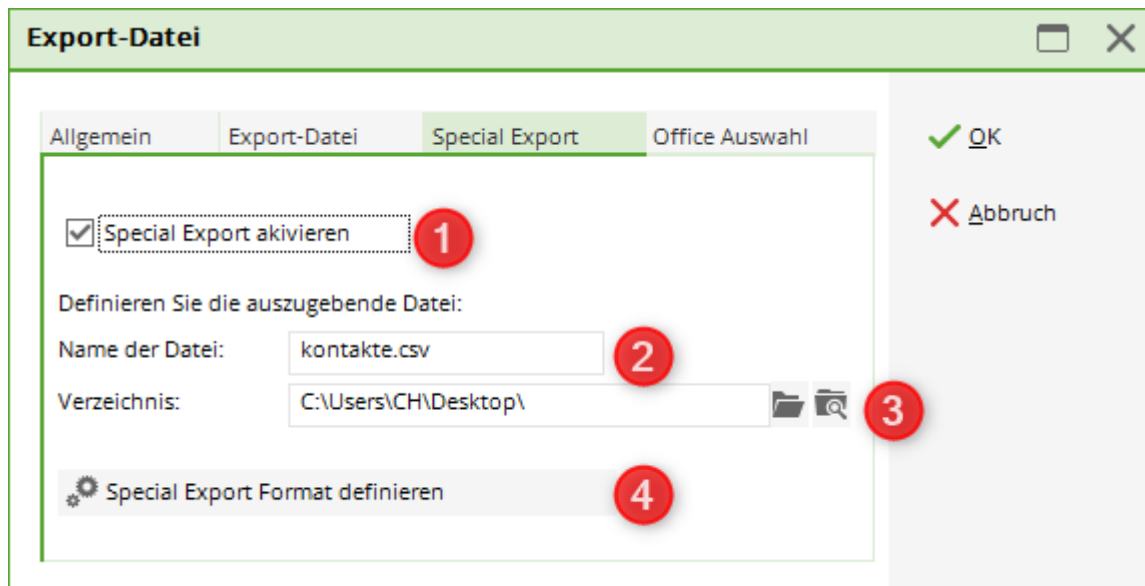 Export-Datei
Allgemein Export-Datei Special Export Office Auswahl
OK
Abbruch
Special Export akivieren 1
Definieren Sie die auszugebende Datei:
Name der Datei: kontakte.csv 2
Verzeichnis: C:\Users\CH\Desktop\ 3
Special Export Format definieren 4